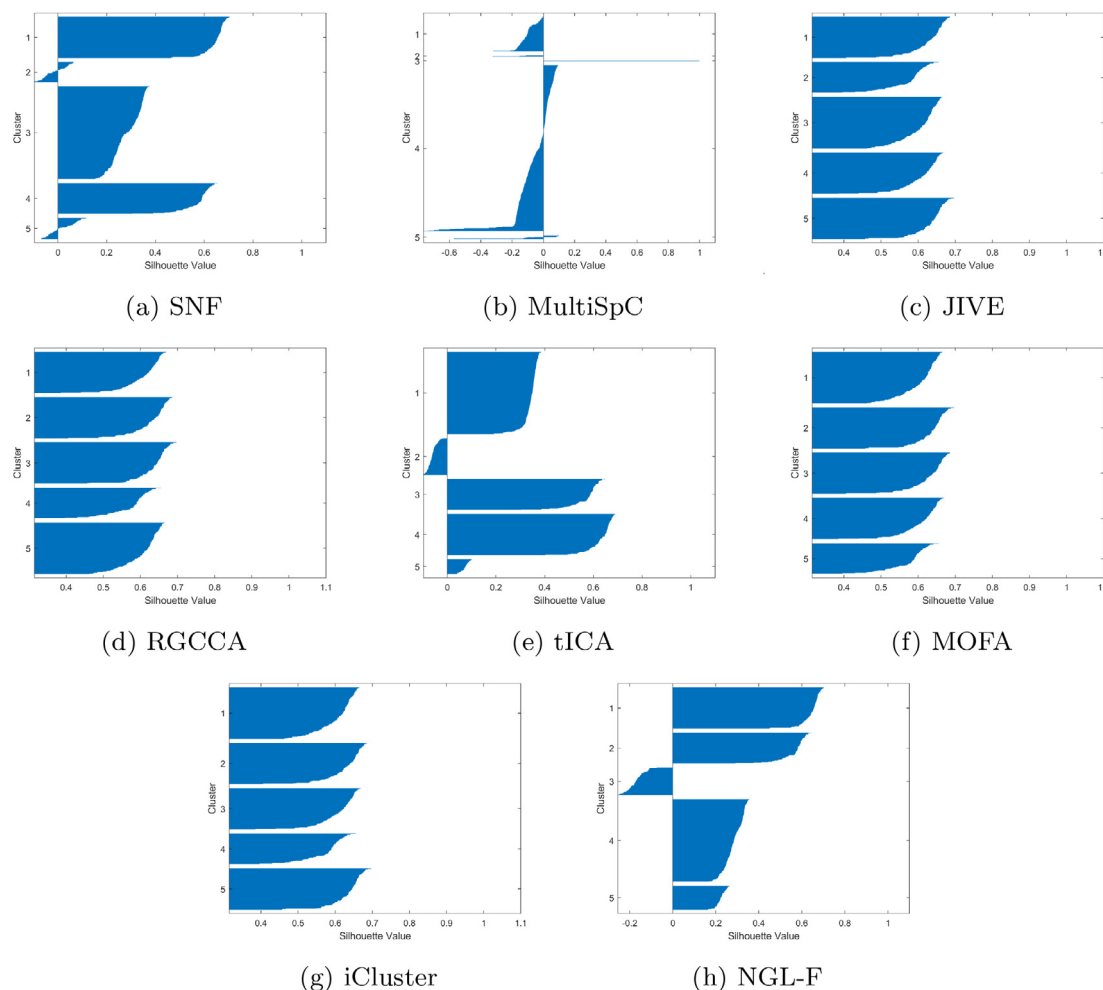 Cluster
1
2
3
4
5
0 0.2 0.4 0.6 0.8 1
Silhouette Value
(a) SNF
Cluster
1
2
3
4
5
-0.6 -0.4 -0.2 0 0.2 0.4 0.6 0.8 1
Silhouette Value
(b) MultiSpC
Cluster
1
2
3
4
5
0.4 0.5 0.6 0.7 0.8 0.9 1
Silhouette Value
(c) JIVE
Cluster
1
2
3
4
5
0.4 0.5 0.6 0.7 0.8 0.9 1 1.1
Silhouette Value
(d) RGCCA
Cluster
1
2
3
4
5
0 0.2 0.4 0.6 0.8 1
Silhouette Value
(e) tICA
Cluster
1
2
3
4
5
0.4 0.5 0.6 0.7 0.8 0.9 1
Silhouette Value
(f) MOFA
Cluster
1
2
3
4
5
0.4 0.5 0.6 0.7 0.8 0.9 1 1.1
Silhouette Value
(g) iCluster
Cluster
1
2
3
4
5
-0.2 0 0.2 0.4 0.6 0.8 1
Silhouette Value
(h) NGL-F